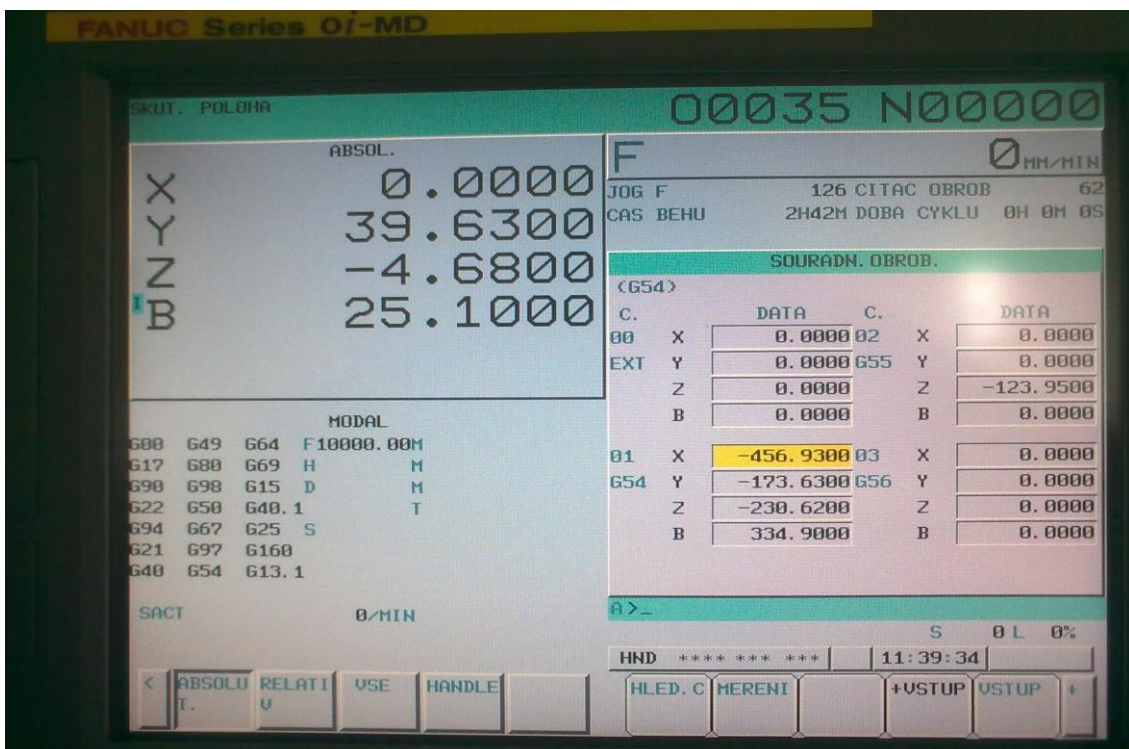 FANUC Series 0i-MD
SKUT. POLOHA
O0035 N00000
ABSOL.
X 0.0000
Y 39.6300
Z -4.6800
I B 25.1000
F 0 MM/MIN
JOG F 126 CITAC OBROB 62
CAS BEHU 2H42M DOBA CYKLU 0H 0M 0S
SOURADN. OBROB.
(G54)
C. DATA C. DATA
00 X 0.0000 02 X 0.0000
EXT Y 0.0000 G55 Y 0.0000
Z 0.0000 Z -123.9500
B 0.0000 B 0.0000
01 X -456.9300 03 X 0.0000
G54 Y -173.6300 G56 Y 0.0000
Z -230.6200 Z 0.0000
B 334.9000 B 0.0000
MODAL
G00 G49 G64 F10000.00M
G17 G80 G69 H M
G90 G98 G15 D M
G22 G50 G40.1 T
G94 G67 G25 S
G21 G97 G160
G40 G54 G13.1
SACT 0/MIN
A>_
S 0 L 0%
HND **** *** *** 11:39:34
< ABSOLU RELATI VSE HANDLE HLED. C MERENI +VSTUP VSTUP +
T. V